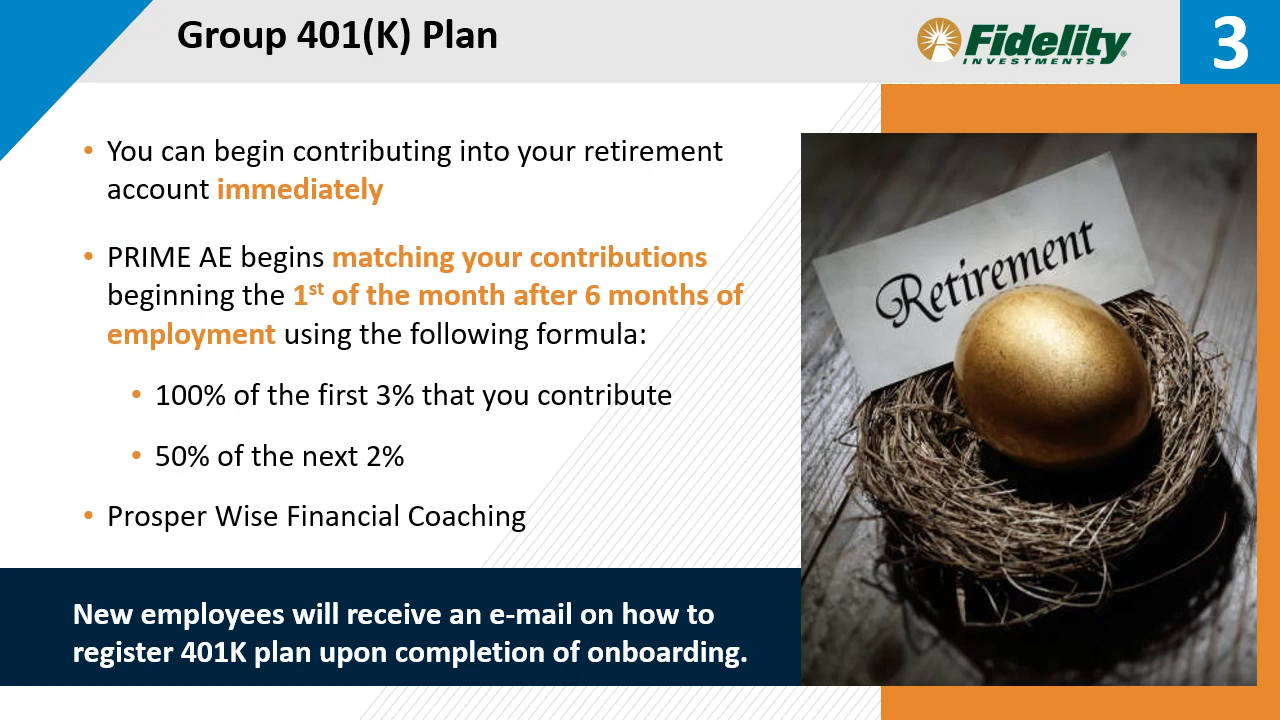 Group 401(K) Plan
Fidelity
INVESTMENTS®
3
• You can begin contributing into your retirement
account immediately
• PRIME AE begins matching your contributions
beginning the 1st of the month after 6 months of
employment using the following formula:
• 100% of the first 3% that you contribute
• 50% of the next 2%
• Prosper Wise Financial Coaching
Retirement
New employees will receive an e-mail on how to
register 401K plan upon completion of onboarding.